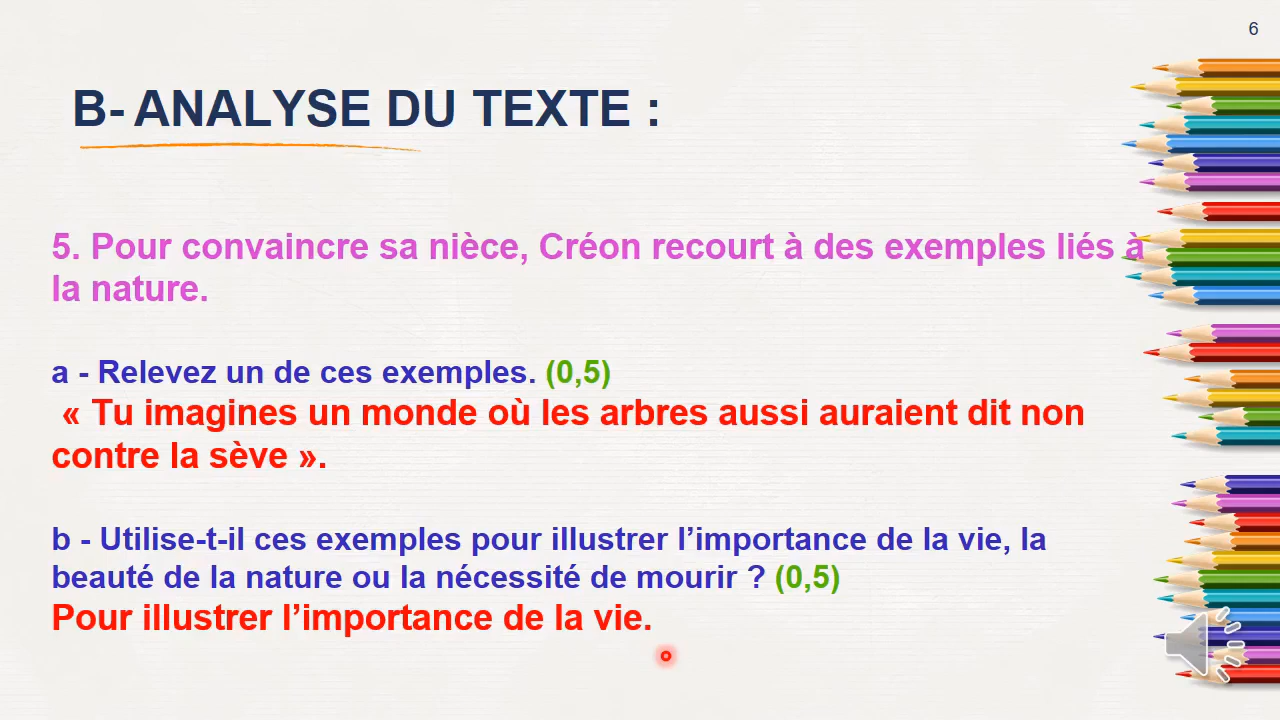 6
B- ANALYSE DU TEXTE :
5. Pour convaincre sa nièce, Créon recourt à des exemples liés à
la nature.
a - Relevez un de ces exemples. (0,5)
« Tu imagines un monde où les arbres aussi auraient dit non
contre la sève ».
b - Utilise-t-il ces exemples pour illustrer l’importance de la vie, la
beauté de la nature ou la nécessité de mourir ? (0,5)
Pour illustrer l’importance de la vie.